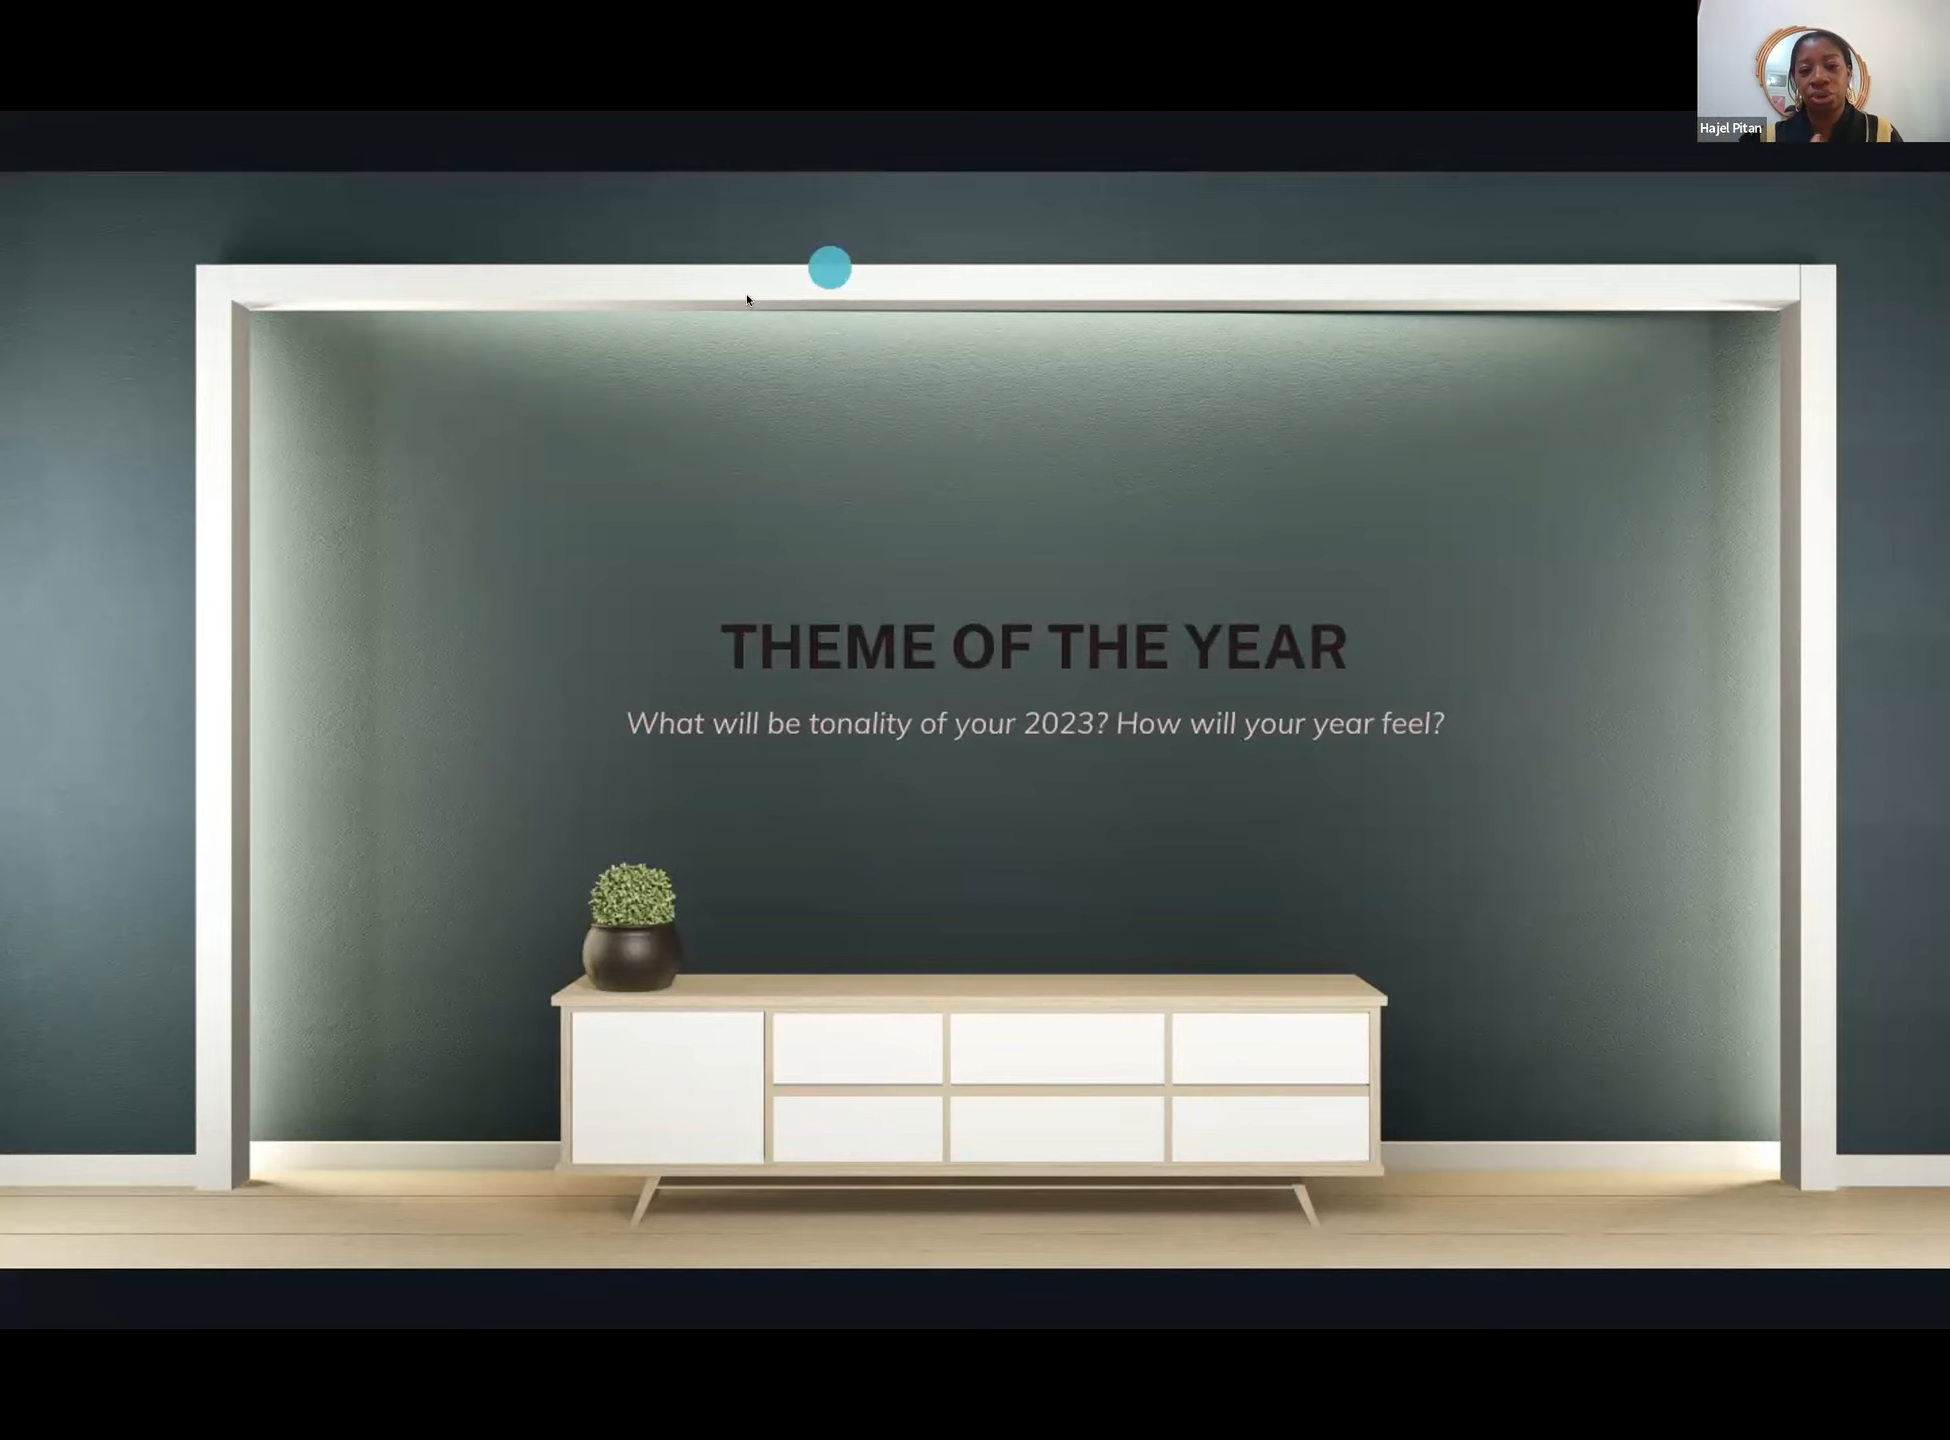 Hajel Pitan
THEME OF THE YEAR
What will be tonality of your 2023? How will your year feel?